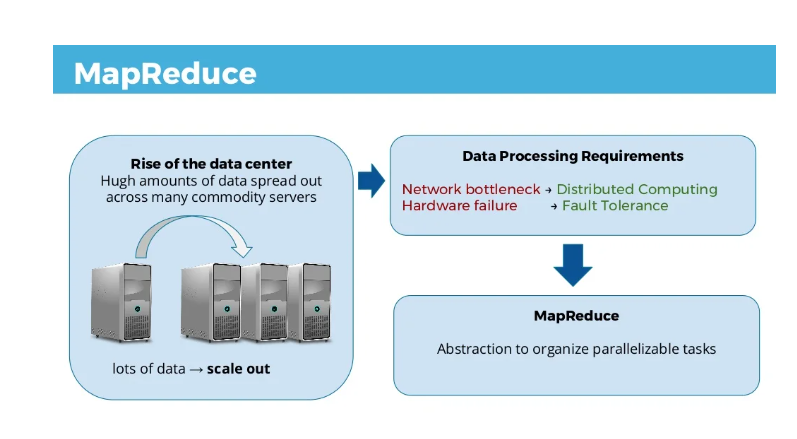 MapReduce
Rise of the data center
Hugh amounts of data spread out
across many commodity servers
lots of data → scale out
Data Processing Requirements
Network bottleneck → Distributed Computing
Hardware failure → Fault Tolerance
MapReduce
Abstraction to organize parallelizable tasks